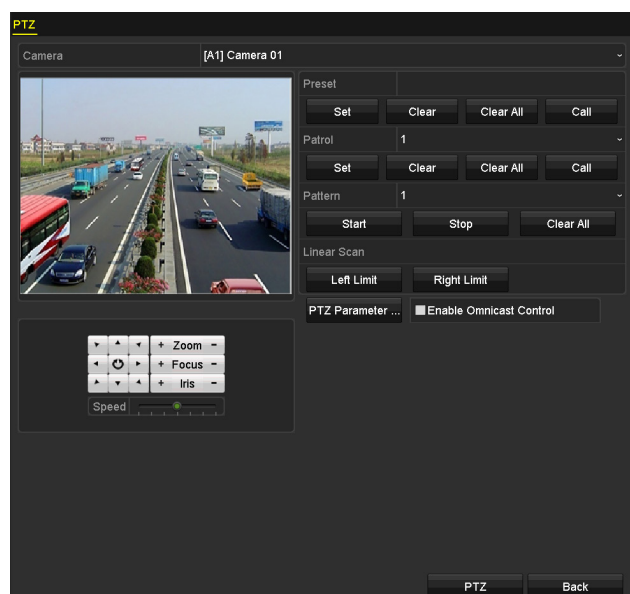 PTZ
Camera [A1] Camera 01
Preset
Set Clear Clear All Call
Patrol 1
Set Clear Clear All Call
Pattern 1
Start Stop Clear All
Linear Scan
Left Limit Right Limit
PTZ Parameter ... Enable Omnicast Control
+ Zoom -
+ Focus -
+ Iris -
Speed
PTZ Back